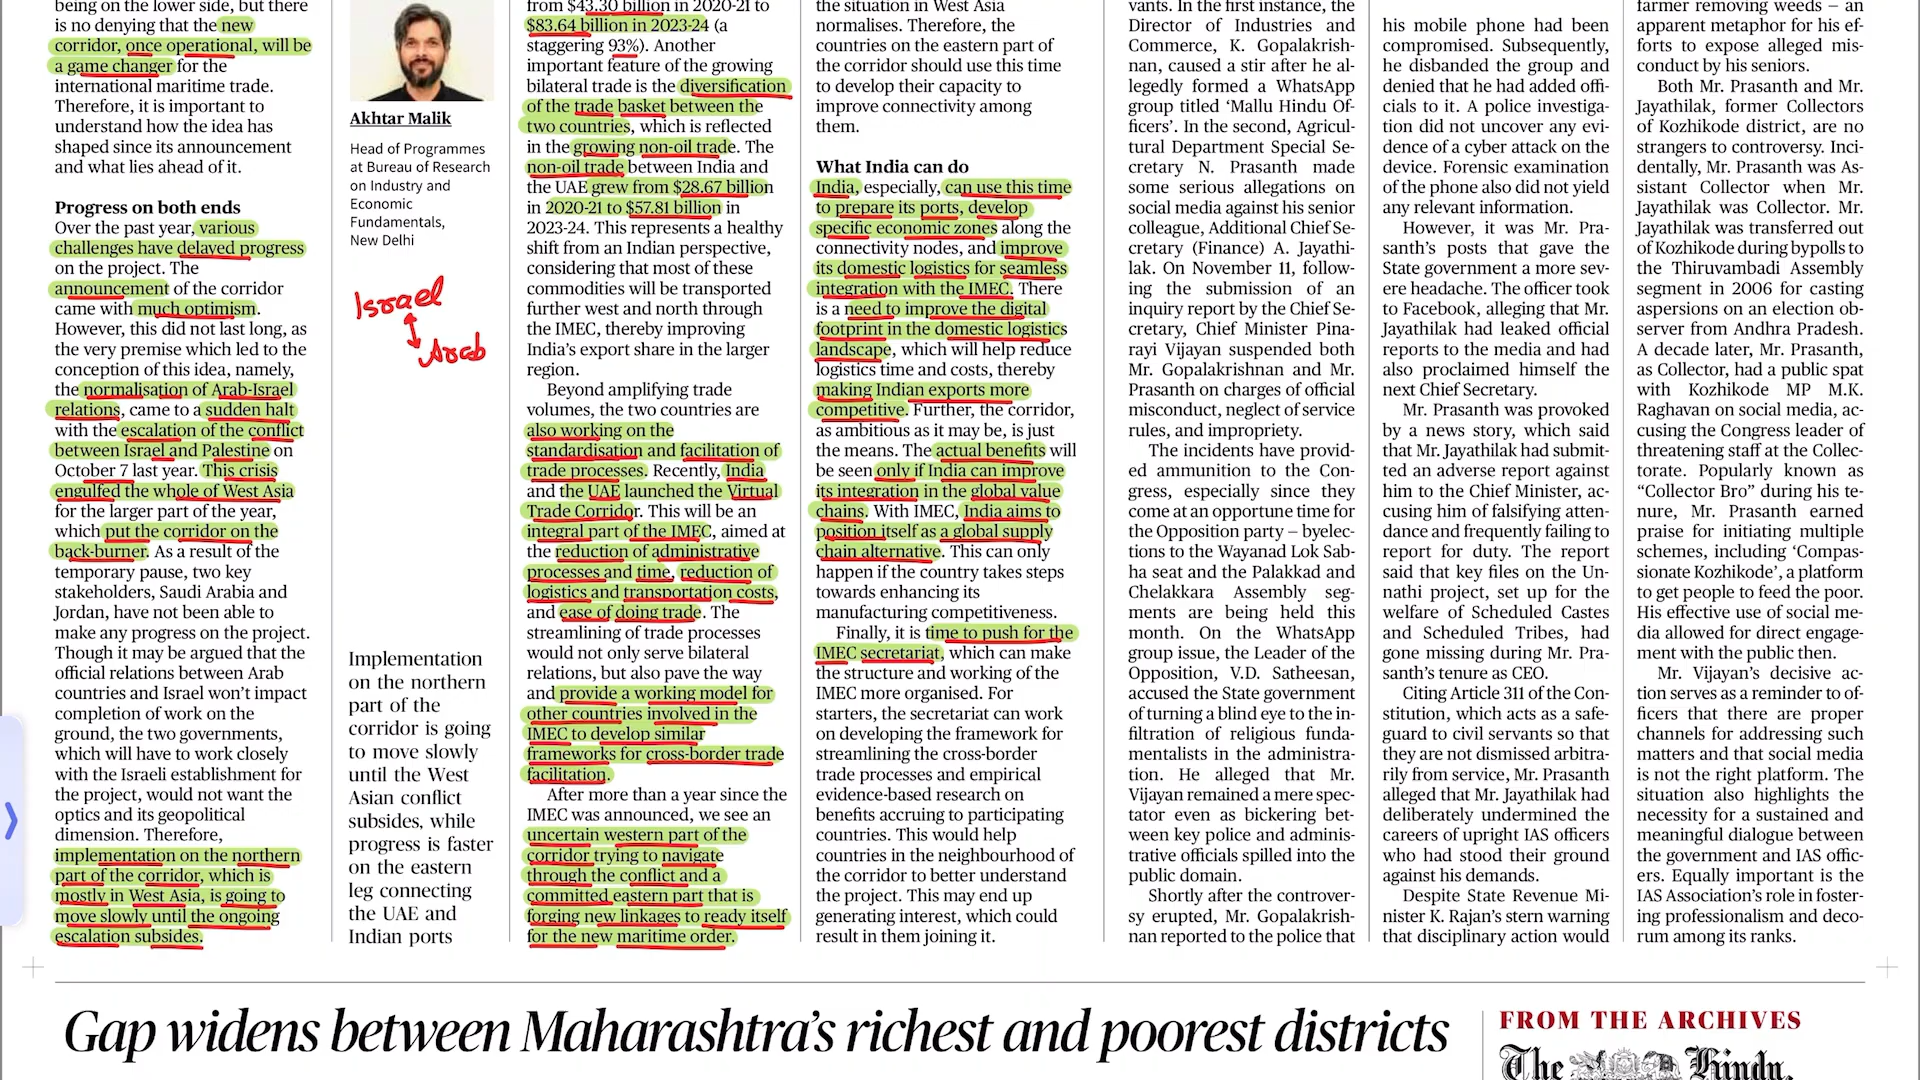 being on the lower side, but there
is no denying that the new
corridor, once operational, will be
a game changer for the
international maritime trade.
Therefore, it is important to
understand how the idea has
shaped since its announcement
and what lies ahead of it.
Progress on both ends
Over the past year, various
challenges have delayed progress
on the project. The
announcement of the corridor
came with much optimism.
However, this did not last long, as
the very premise which led to the
conception of this idea, namely,
the normalisation of Arab-Israel
relations, came to a sudden halt
with the escalation of the conflict
between Israel and Palestine on
October 7 last year. This crisis
engulfed the whole of West Asia
for the larger part of the year,
which put the corridor on the
back-burner. As a result of the
temporary pause, two key
stakeholders, Saudi Arabia and
Jordan, have not been able to
make any progress on the project.
Though it may be argued that the
official relations between Arab
countries and Israel won't impact
completion of work on the
ground, the two governments,
which will have to work closely
with the Israeli establishment for
the project, would not want the
optics and its geopolitical
dimension. Therefore,
implementation on the northern
part of the corridor, which is
mostly in West Asia, is going to
move slowly until the ongoing
escalation subsides.
Akhtar Malik
Head of Programmes
at Bureau of Research
on Industry and
Economic
Fundamentals,
New Delhi
Israel
Arab
Implementation
on the northern
part of the
corridor is going
to move slowly
until the West
Asian conflict
subsides, while
progress is faster
on the eastern
leg connecting
the UAE and
Indian ports
from $43.30 billion in 2020-21 to
$83.64 billion in 2023-24 (a
staggering 93%). Another
important feature of the growing
bilateral trade is the diversification
of the trade basket between the
two countries, which is reflected
in the growing non-oil trade. The
non-oil trade between India and
the UAE grew from $28.67 billion
in 2020-21 to $57.81 billion in
2023-24. This represents a healthy
shift from an Indian perspective,
considering that most of these
commodities will be transported
further west and north through
the IMEC, thereby improving
India's export share in the larger
region.
Beyond amplifying trade
volumes, the two countries are
also working on the
standardisation and facilitation of
trade processes. Recently, India
and the UAE launched the Virtual
Trade Corridor. This will be an
integral part of the IMEC, aimed at
the reduction of administrative
processes and time, reduction of
logistics and transportation costs,
and ease of doing trade. The
streamlining of trade processes
would not only serve bilateral
relations, but also pave the way
and provide a working model for
other countries involved in the
IMEC to develop similar
frameworks for cross-border trade
facilitation.
After more than a year since the
IMEC was announced, we see an
uncertain western part of the
corridor trying to navigate
through the conflict and a
committed eastern part that is
forging new linkages to ready itself
for the new maritime order.
the situation in West Asia
normalises. Therefore, the
countries on the eastern part of
the corridor should use this time
to develop their capacity to
improve connectivity among
them.
What India can do
India, especially, can use this time
to prepare its ports, develop
specific economic zones along the
connectivity nodes, and improve
its domestic logistics for seamless
integration with the IMEC. There
is a need to improve the digital
footprint in the domestic logistics
landscape, which will help reduce
logistics time and costs, thereby
making Indian exports more
competitive. Further, the corridor,
as ambitious as it may be, is just
the means. The actual benefits will
be seen only if India can improve
its integration in the global value
chains. With IMEC, India aims to
position itself as a global supply
chain alternative. This can only
happen if the country takes steps
towards enhancing its
manufacturing competitiveness.
Finally, it is time to push for the
IMEC secretariat, which can make
the structure and working of the
IMEC more organised. For
starters, the secretariat can work
on developing the framework for
streamlining the cross-border
trade processes and empirical
evidence-based research on
benefits accruing to participating
countries. This would help
countries in the neighbourhood of
the corridor to better understand
the project. This may end up
generating interest, which could
result in them joining it.
vants. In the first instance, the
Director of Industries and
Commerce, K. Gopalakrish-
nan, caused a stir after he al-
legedly formed a WhatsApp
group titled 'Mallu Hindu Of-
ficers'. In the second, Agricul-
tural Department Special Se-
cretary N. Prasanth made
some serious allegations on
social media against his senior
colleague, Additional Chief Se-
cretary (Finance) A. Jayathi-
lak. On November 11, follow-
ing the submission of an
inquiry report by the Chief Se-
cretary, Chief Minister Pina-
rayi Vijayan suspended both
Mr. Gopalakrishnan and Mr.
Prasanth on charges of official
misconduct, neglect of service
rules, and impropriety.
The incidents have provid-
ed ammunition to the Con-
gress, especially since they
come at an opportune time for
the Opposition party – byelec-
tions to the Wayanad Lok Sab-
ha seat and the Palakkad and
Chelakkara Assembly seg-
ments are being held this
month. On the WhatsApp
group issue, the Leader of the
Opposition, V.D. Satheesan,
accused the State government
of turning a blind eye to the in-
filtration of religious funda-
mentalists in the administra-
tion. He alleged that Mr.
Vijayan remained a mere spec-
tator even as bickering bet-
ween key police and adminis-
trative officials spilled into the
public domain.
Shortly after the controver-
sy erupted, Mr. Gopalakrish-
nan reported to the police that
his mobile phone had been
compromised. Subsequently,
he disbanded the group and
denied that he had added offi-
cials to it. A police investiga-
tion did not uncover any evi-
dence of a cyber attack on the
device. Forensic examination
of the phone also did not yield
any relevant information.
However, it was Mr. Pra-
santh's posts that gave the
State government a more sev-
ere headache. The officer took
to Facebook, alleging that Mr.
Jayathilak had leaked official
reports to the media and had
also proclaimed himself the
next Chief Secretary.
Mr. Prasanth was provoked
by a news story, which said
that Mr. Jayathilak had submit-
ted an adverse report against
him to the Chief Minister, ac-
cusing him of falsifying atten-
dance and frequently failing to
report for duty. The report
said that key files on the Un-
nathi project, set up for the
welfare of Scheduled Castes
and Scheduled Tribes, had
gone missing during Mr. Pra-
santh's tenure as CEO.
Citing Article 311 of the Con-
stitution, which acts as a safe-
guard to civil servants so that
they are not dismissed arbitra-
rily from service, Mr. Prasanth
alleged that Mr. Jayathilak had
deliberately undermined the
careers of upright IAS officers
who had stood their ground
against his demands.
Despite State Revenue Mi-
nister K. Rajan's stern warning
that disciplinary action would
farmer removing weeds – an
apparent metaphor for his ef-
forts to expose alleged mis-
conduct by his seniors.
Both Mr. Prasanth and Mr.
Jayathilak, former Collectors
of Kozhikode district, are no
strangers to controversy. Inci-
dentally, Mr. Prasanth was As-
sistant Collector when Mr.
Jayathilak was Collector. Mr.
Jayathilak was transferred out
of Kozhikode during bypolls to
the Thiruvambadi Assembly
segment in 2006 for casting
aspersions on an election ob-
server from Andhra Pradesh.
A decade later, Mr. Prasanth,
as Collector, had a public spat
with Kozhikode MP M.K.
Raghavan on social media, ac-
cusing the Congress leader of
threatening staff at the Collec-
torate. Popularly known as
"Collector Bro" during his te-
nure, Mr. Prasanth earned
praise for initiating multiple
schemes, including 'Compas-
sionate Kozhikode', a platform
to get people to feed the poor.
His effective use of social me-
dia allowed for direct engage-
ment with the public then.
Mr. Vijayan's decisive ac-
tion serves as a reminder to of-
ficers that there are proper
channels for addressing such
matters and that social media
is not the right platform. The
situation also highlights the
necessity for a sustained and
meaningful dialogue between
the government and IAS offic-
ers. Equally important is the
IAS Association's role in foster-
ing professionalism and deco-
rum among its ranks.
Gap widens between Maharashtra's richest and poorest districts
FROM THE ARCHIVES
The Hindu.